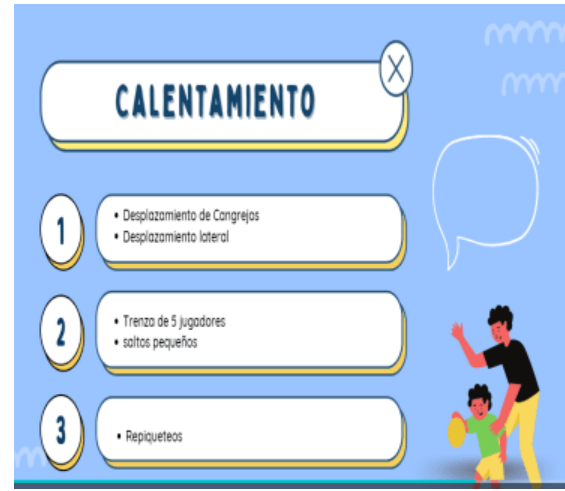 CALENTAMIENTO
1
• Desplazamiento de Cangrejos
• Desplazamiento lateral
2
• Trenza de 5 jugadores
• saltos pequeños
3
• Repiqueteos